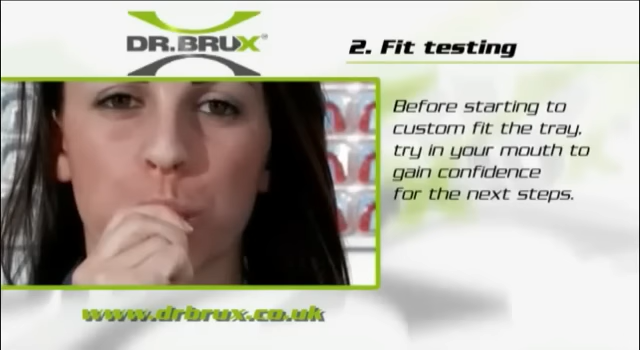 DR.BRUX
2. Fit testing
Before starting to
custom fit the tray,
try in your mouth to
gain confidence
for the next steps.
www.drbrux.co.uk